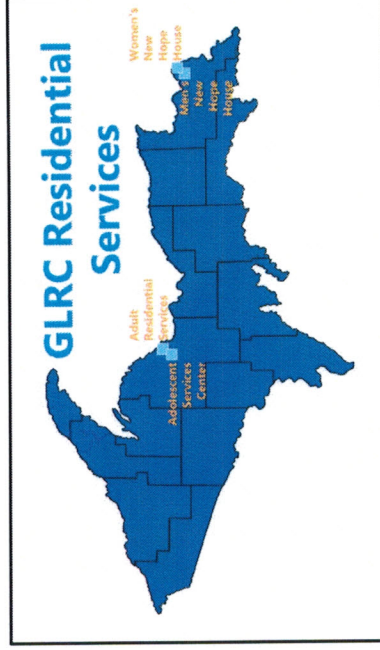 GLRC Residential
Services
Adult
Residential
Services
Adolescent
Services
Center
Women's
New
Hope
House
Men's
New
Hope
House